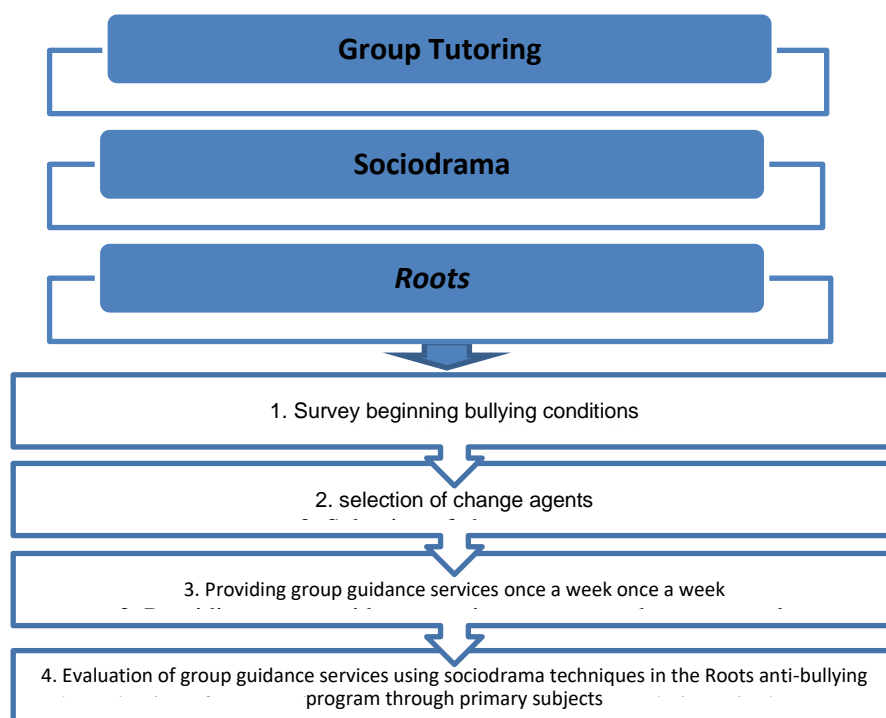 Group Tutoring
Sociodrama
Roots
1. Survey beginning bullying conditions
2. selection of change agents
3. Providing group guidance services once a week once a week
4. Evaluation of group guidance services using sociodrama techniques in the Roots anti-bullying
program through primary subjects